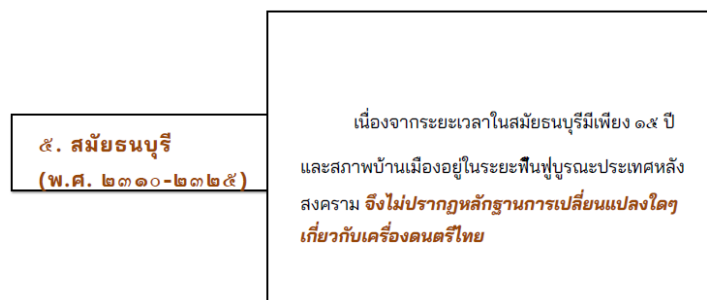 ๕. สมัยธนบุรี
(พ.ศ. ๒๓๑๐-๒๓๒๕)
เนื่องจากระยะเวลาในสมัยธนบุรีมีเพียง ๑๕ ปี
และสภาพบ้านเมืองอยู่ในระยะฟื้นฟูบูรณะประเทศหลัง
สงคราม จึงไม่ปรากฏหลักฐานการเปลี่ยนแปลงใดๆ
เกี่ยวกับเครื่องดนตรีไทย